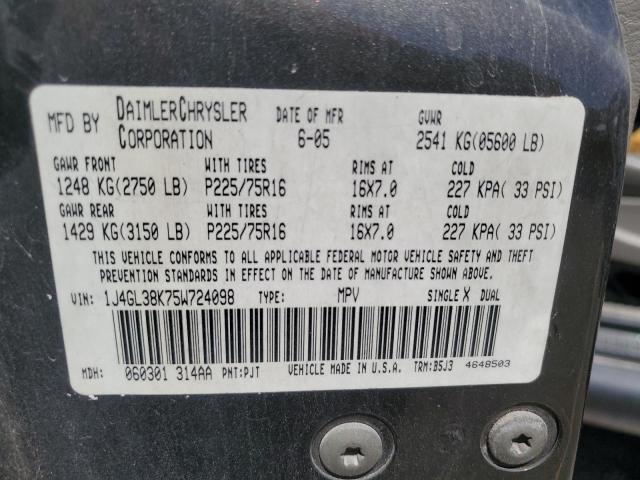 MFD BY DAIMLERCHRYSLER CORPORATION DATE OF MFR 6-05 GVWR 2541 KG(05600 LB)
GAWR FRONT WITH TIRES RIMS AT COLD
1248 KG(2750 LB) P225/75R16 16X7.0 227 KPA( 33 PSI)
GAWR REAR WITH TIRES RIMS AT COLD
1429 KG(3150 LB) P225/75R16 16X7.0 227 KPA( 33 PSI)
THIS VEHICLE CONFORMS TO ALL APPLICABLE FEDERAL MOTOR VEHICLE SAFETY AND THEFT
PREVENTION STANDARDS IN EFFECT ON THE DATE OF MANUFACTURE SHOWN ABOVE.
VIN: 1J4GL38K75W724098 TYPE: MPV SINGLE X DUAL
MDH: 060301 314AA PNT:PJT VEHICLE MADE IN U.S.A. TRM:B5J3 4648503